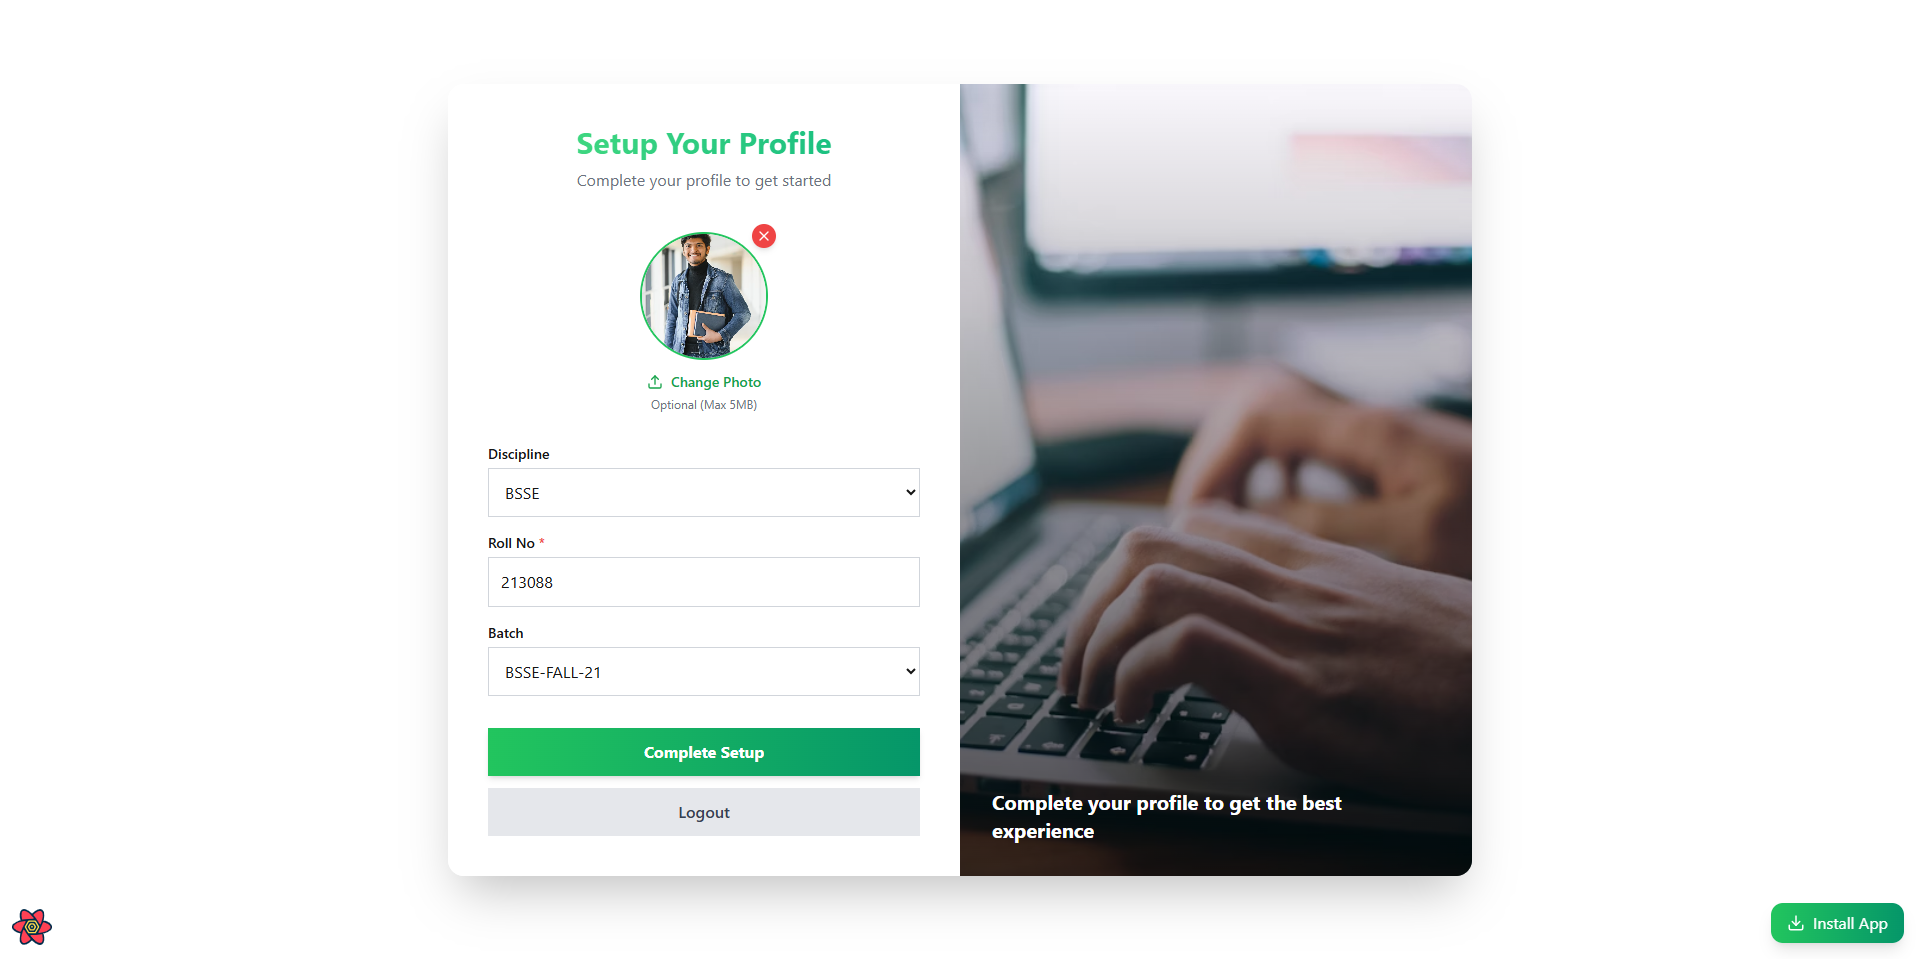 Setup Your Profile
Complete your profile to get started
Change Photo
Optional (Max 5MB)
Discipline
BSSE
Roll No *
213088
Batch
BSSE-FALL-21
Complete Setup
Logout
Complete your profile to get the best
experience
Install App